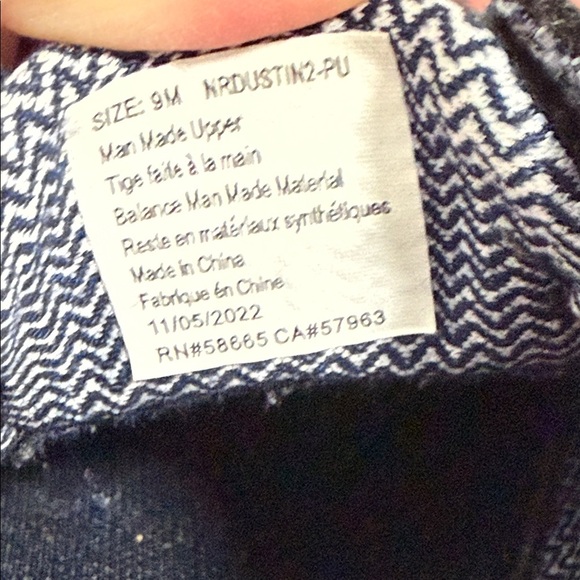 SIZE: 9M NRDUSTIN2-PU
Man Made Upper
Tige faite à la main
Balance Man Made Material
Reste en matériaux synthétiques
Made in China
Fabrique én Chine
11/05/2022
RN#58665 CA#57963